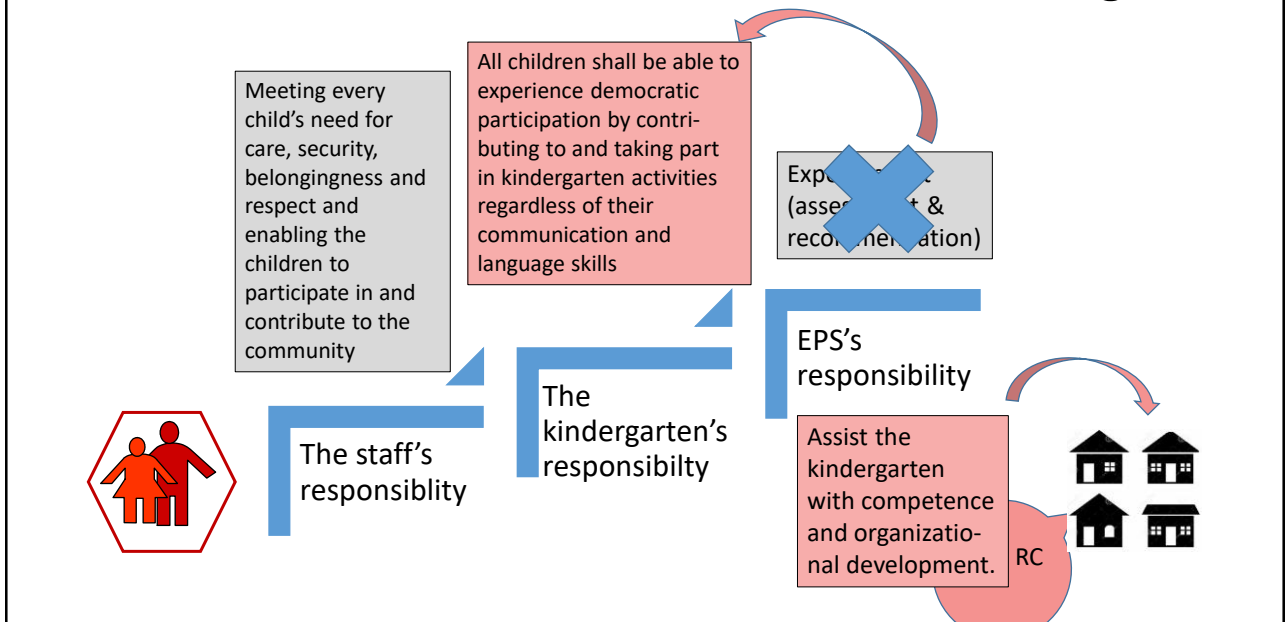 Meeting every
child's need for
care, security,
belongingness and
respect and
enabling the
children to
participate in and
contribute to the
community
All children shall be able to
experience democratic
participation by contri-
buting to and taking part
in kindergarten activities
regardless of their
communication and
language skills
&
The staff's
responsiblity
The
kindergarten's
responsibilty
EPS's
responsibility
Assist the
kindergarten
with competence
and organizatio-
nal development.
RC